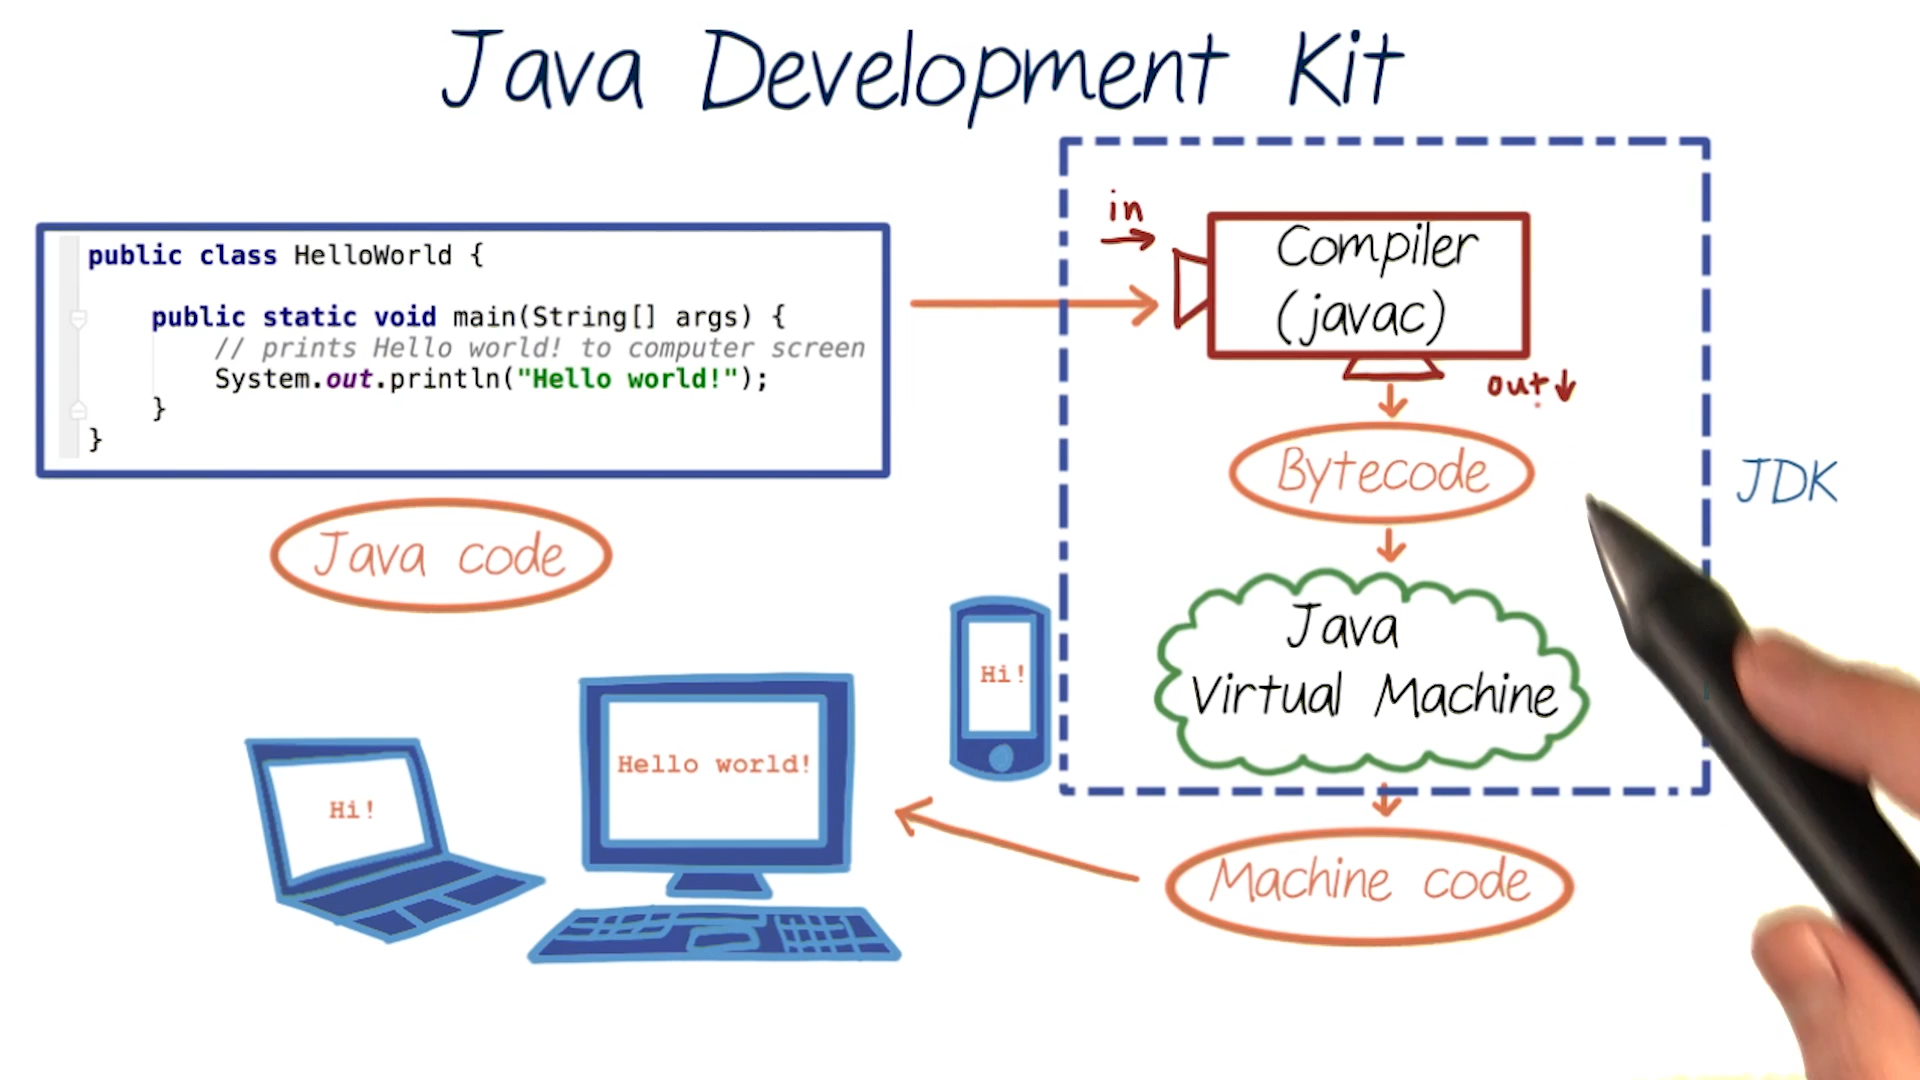 Java Development Kit
public class HelloWorld {
public static void main(String[] args) {
// prints Hello world! to computer screen
System.out.println("Hello world!");
}
}
Java code
in
Compiler
(javac)
out
Bytecode
JDK
Java
Virtual Machine
Machine code
Hi!
Hello world!
Hi!